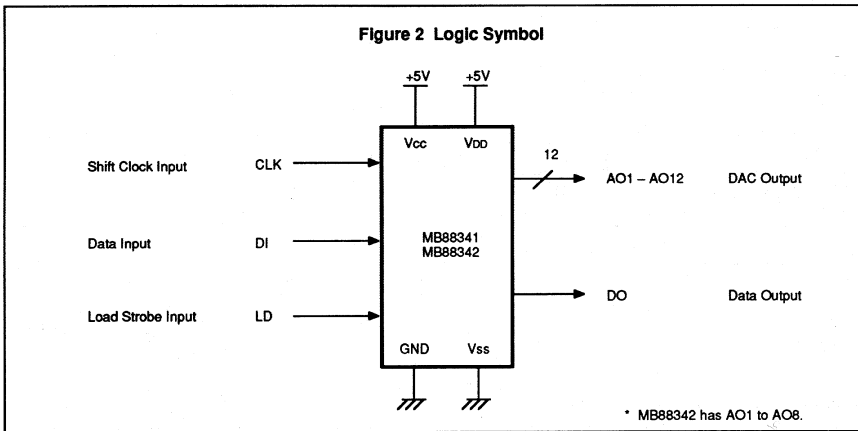 Figure 2 Logic Symbol
+5V +5V
VCC VDD
Shift Clock Input CLK
12
AO1 – AO12 DAC Output
Data Input DI
MB88341
MB88342
DO Data Output
Load Strobe Input LD
GND VSS
* MB88342 has AO1 to AO8.